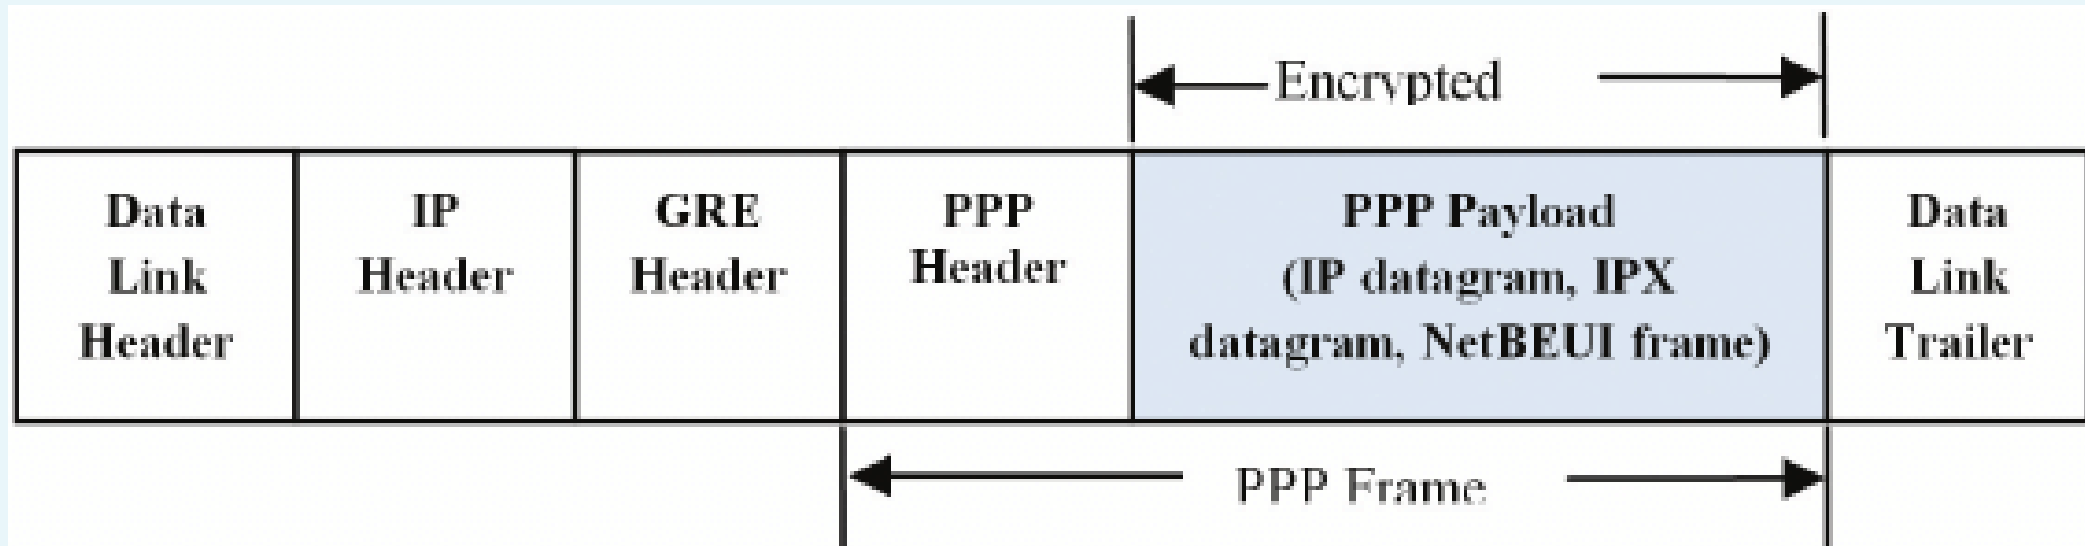 Encrypted
Data
Link
Header
IP
Header
GRE
Header
PPP
Header
PPP Payload
(IP datagram, IPX
datagram, NetBEUI frame)
Data
Link
Trailer
PPP Frame